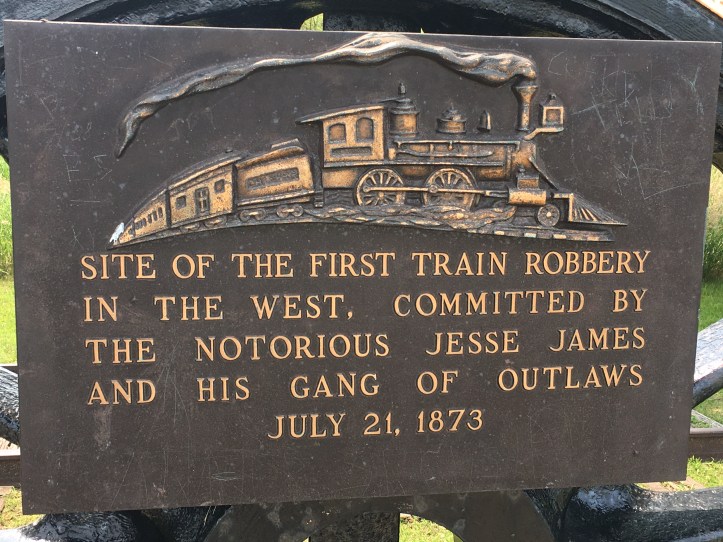 SITE OF THE FIRST TRAIN ROBBERY
IN THE WEST, COMMITTED BY
THE NOTORIOUS JESSE JAMES
AND HIS GANG OF OUTLAWS
JULY 21, 1873